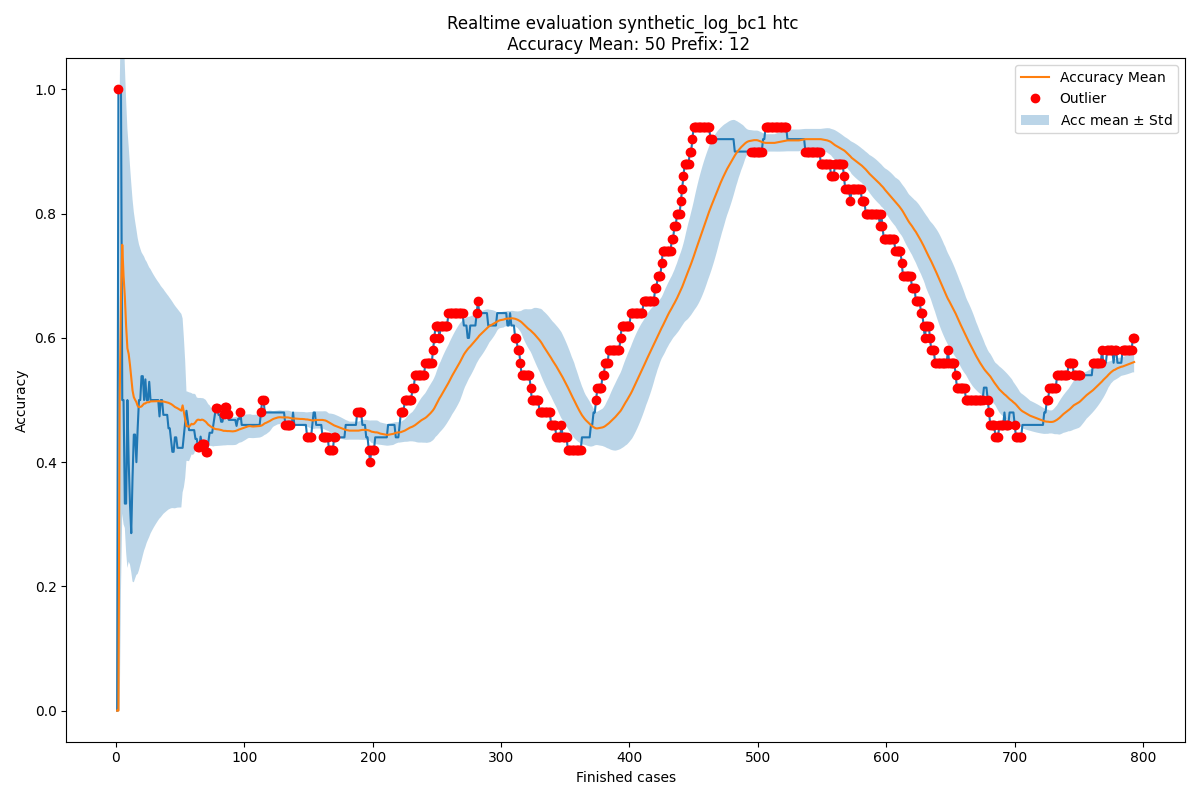 Realtime evaluation synthetic_log_bc1 htc
Accuracy Mean: 50 Prefix: 12
Accuracy Mean
Outlier
Acc mean ± Std
1.0
0.8
0.6
0.4
0.2
0.0
Accuracy
0 100 200 300 400 500 600 700 800
Finished cases